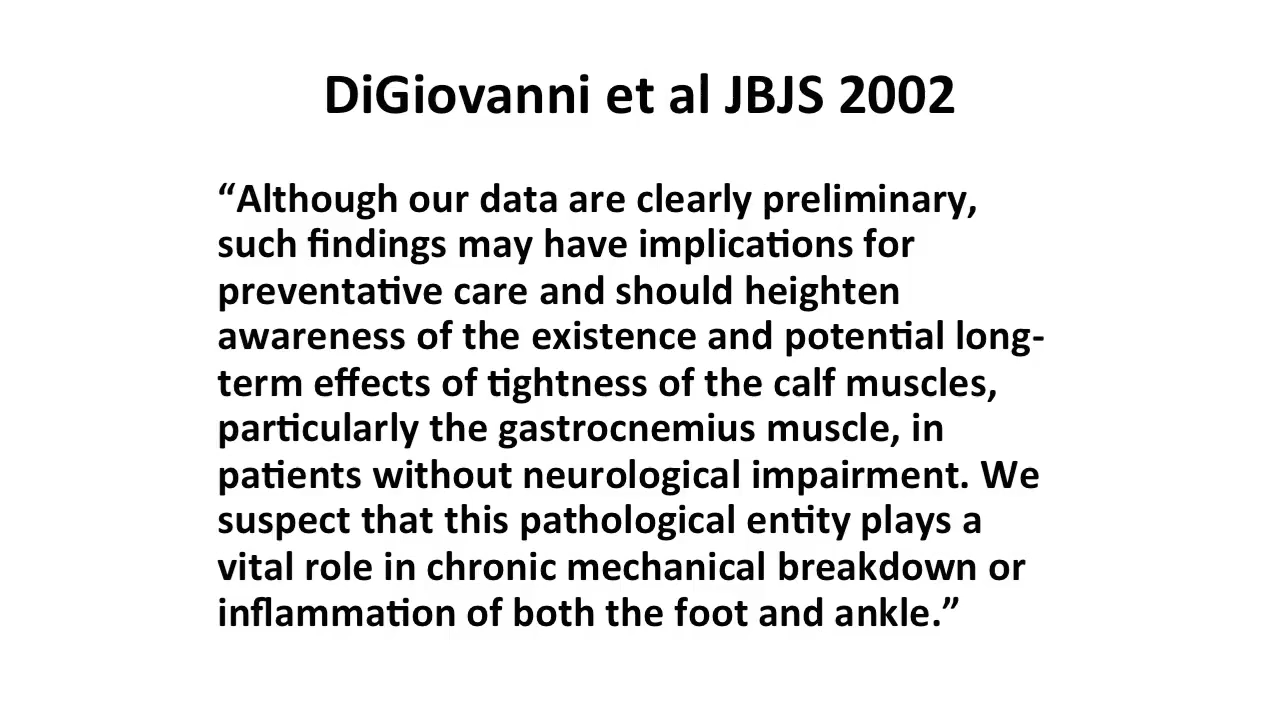 DiGiovanni et al JBJS 2002
“Although our data are clearly preliminary,
such findings may have implications for
preventative care and should heighten
awareness of the existence and potential long-
term effects of tightness of the calf muscles,
particularly the gastrocnemius muscle, in
patients without neurological impairment. We
suspect that this pathological entity plays a
vital role in chronic mechanical breakdown or
inflammation of both the foot and ankle.”